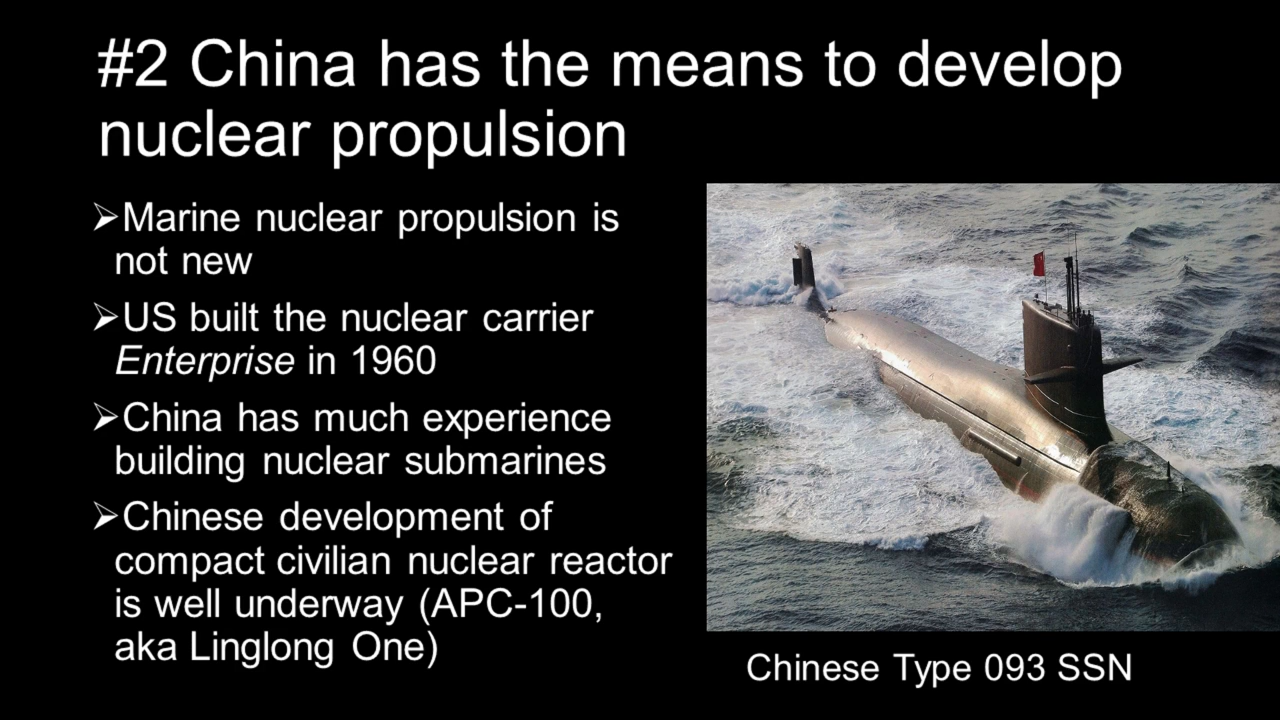 #2 China has the means to develop
nuclear propulsion
➢Marine nuclear propulsion is
not new
➢US built the nuclear carrier
Enterprise in 1960
➢China has much experience
building nuclear submarines
➢Chinese development of
compact civilian nuclear reactor
is well underway (APC-100,
aka Linglong One)
Chinese Type 093 SSN